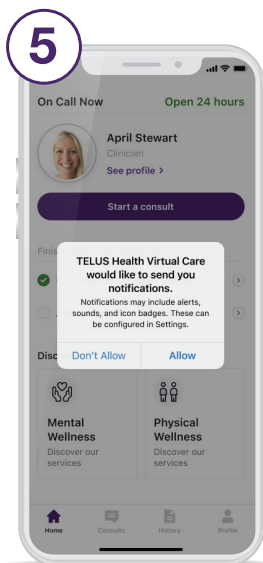 5
On Call Now Open 24 hours
April Stewart
Clinician
See profile >
Start a consult
Finis
TELUS Health Virtual Care
would like to send you
notifications.
Notifications may include alerts,
sounds, and icon badges. These can
be configured in Settings.
Don't Allow Allow
Disc
Mental Physical
Wellness Wellness
Discover our Discover our
services services
Home Consults History Profile